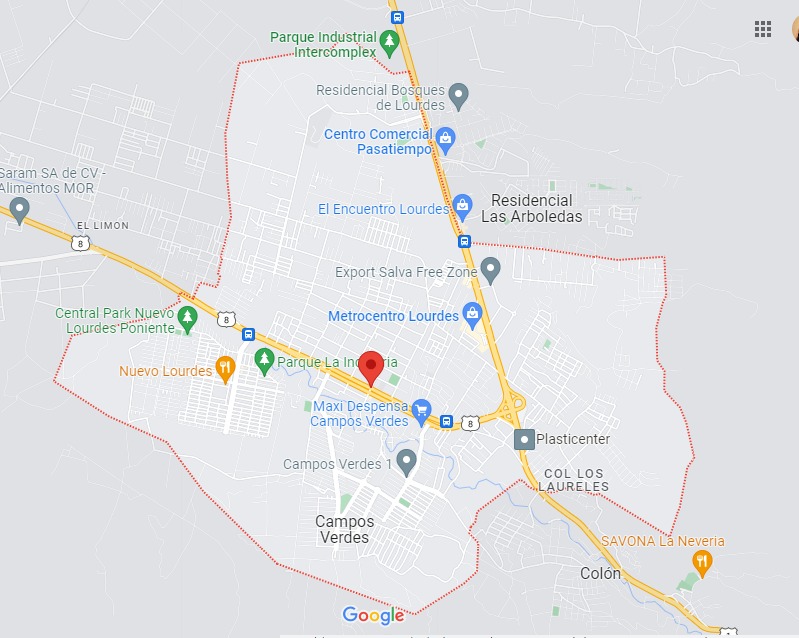 Parque Industrial
Intercomplex
Residencial Bosques
de Lourdes
Centro Comercial
Pasatiempo
Saram SA de CV -
Alimentos MOR
Residencial
Las Arboledas
El Encuentro Lourdes
EL LIMON
8
Export Salva Free Zone
Central Park Nuevo
Lourdes Poniente
8
Metrocentro Lourdes
Nuevo Lourdes
Parque La
Maxi Despensa
Campos Verdes
8
Plasticenter
Campos Verdes 1
COL LOS
LAURELES
Campos
Verdes
SAVONA La Neveria
Colón
Google